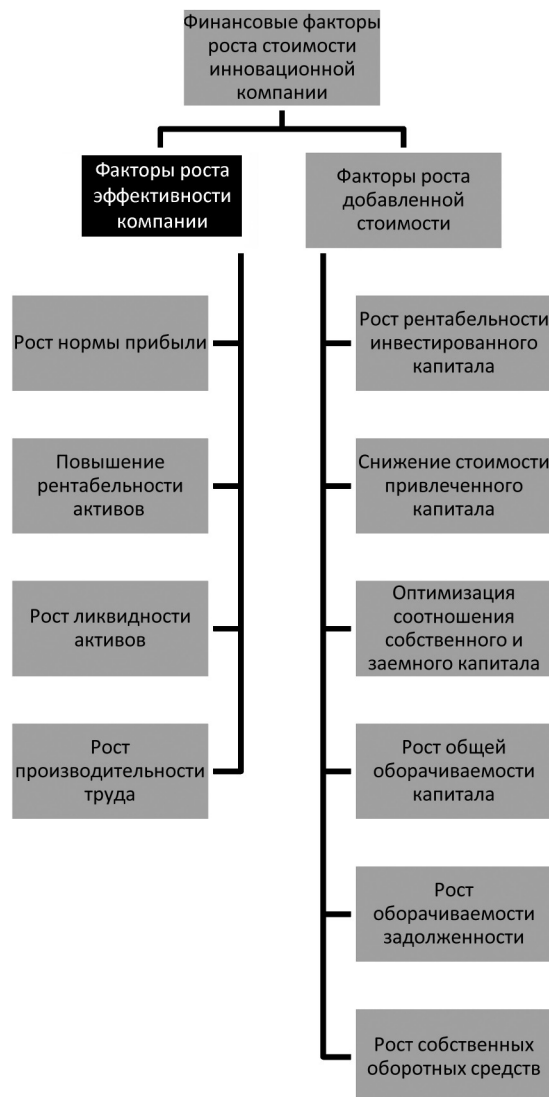 Финансовые факторы
роста стоимости
инновационной
компании
Факторы роста
эффективности
компании
Факторы роста
добавленной
стоимости
Рост нормы прибыли
Повышение
рентабельности
активов
Рост ликвидности
активов
Рост
производительности
труда
Рост рентабельности
инвестированного
капитала
Снижение стоимости
привлеченного
капитала
Оптимизация
соотношения
собственного и
заемного капитала
Рост общей
оборачиваемости
капитала
Рост
оборачиваемости
задолженности
Рост собственных
оборотных средств